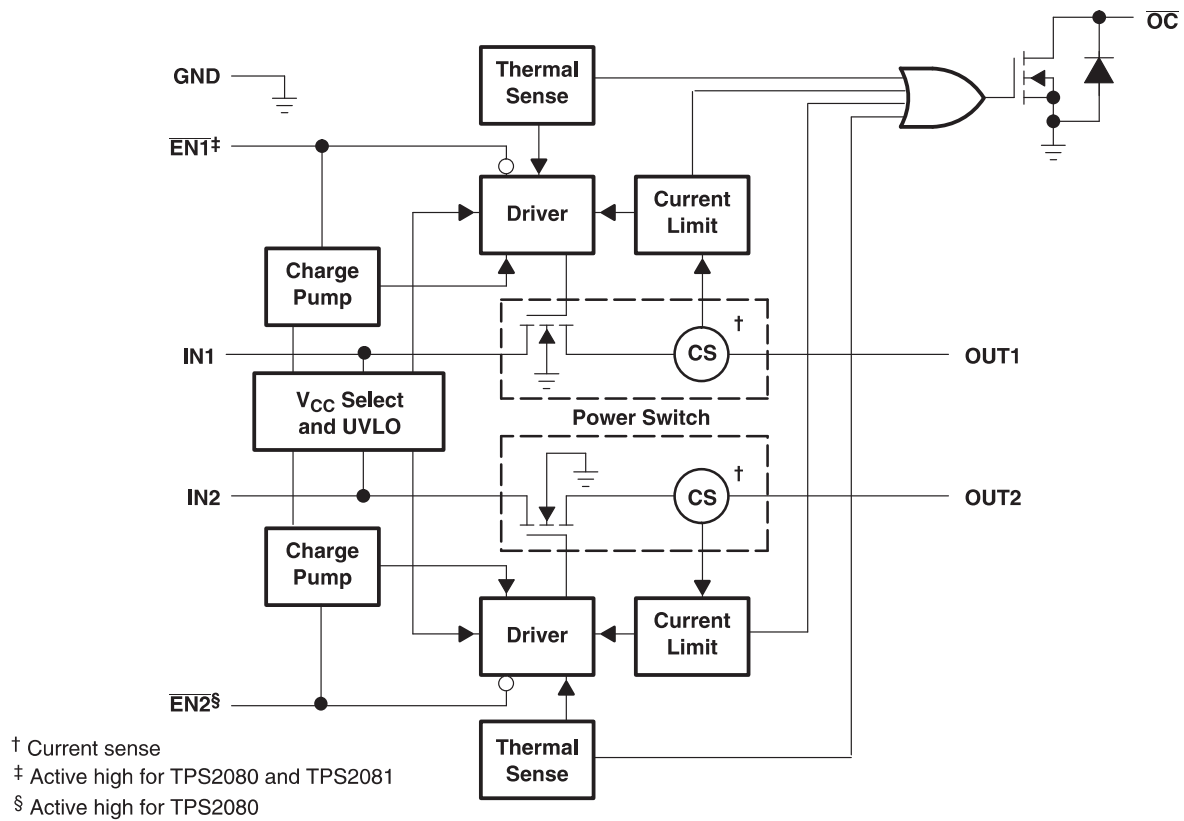 OC
Thermal
Sense
GND
EN1‡
Driver
Current
Limit
Charge
Pump
†
IN1
CS
OUT1
VCC Select
and UVLO
Power Switch
†
IN2
CS
OUT2
Charge
Pump
Driver
Current
Limit
EN2§
Thermal
Sense
† Current sense
‡ Active high for TPS2080 and TPS2081
§ Active high for TPS2080